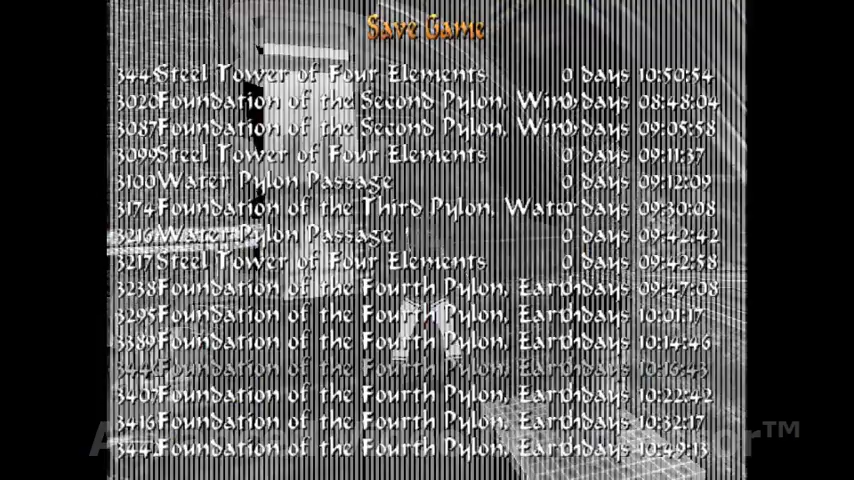 Save Game
344 Steel Tower of Four Elements 0 days 10:50:54
3020 Foundation of the Second Pylon, Win days 08:48:04
3087 Foundation of the Second Pylon, Win days 09:05:58
3099 Steel Tower of Four Elements 0 days 09:11:37
3100 Water Pylon Passage 0 days 09:12:09
3174 Foundation of the Third Pylon, Wate days 09:30:08
3216 Water Pylon Passage 0 days 09:42:42
3217 Steel Tower of Four Elements 0 days 09:42:58
3238 Foundation of the Fourth Pylon, Earth days 09:47:08
3295 Foundation of the Fourth Pylon, Earth days 10:01:17
3389 Foundation of the Fourth Pylon, Earth days 10:14:46
Foundation of the Fourth Pylon, Earth days 10:16:43
3407 Foundation of the Fourth Pylon, Earth days 10:22:42
3416 Foundation of the Fourth Pylon, Earth days 10:32:17
344 Foundation of the Fourth Pylon, Earth days 10:49:13